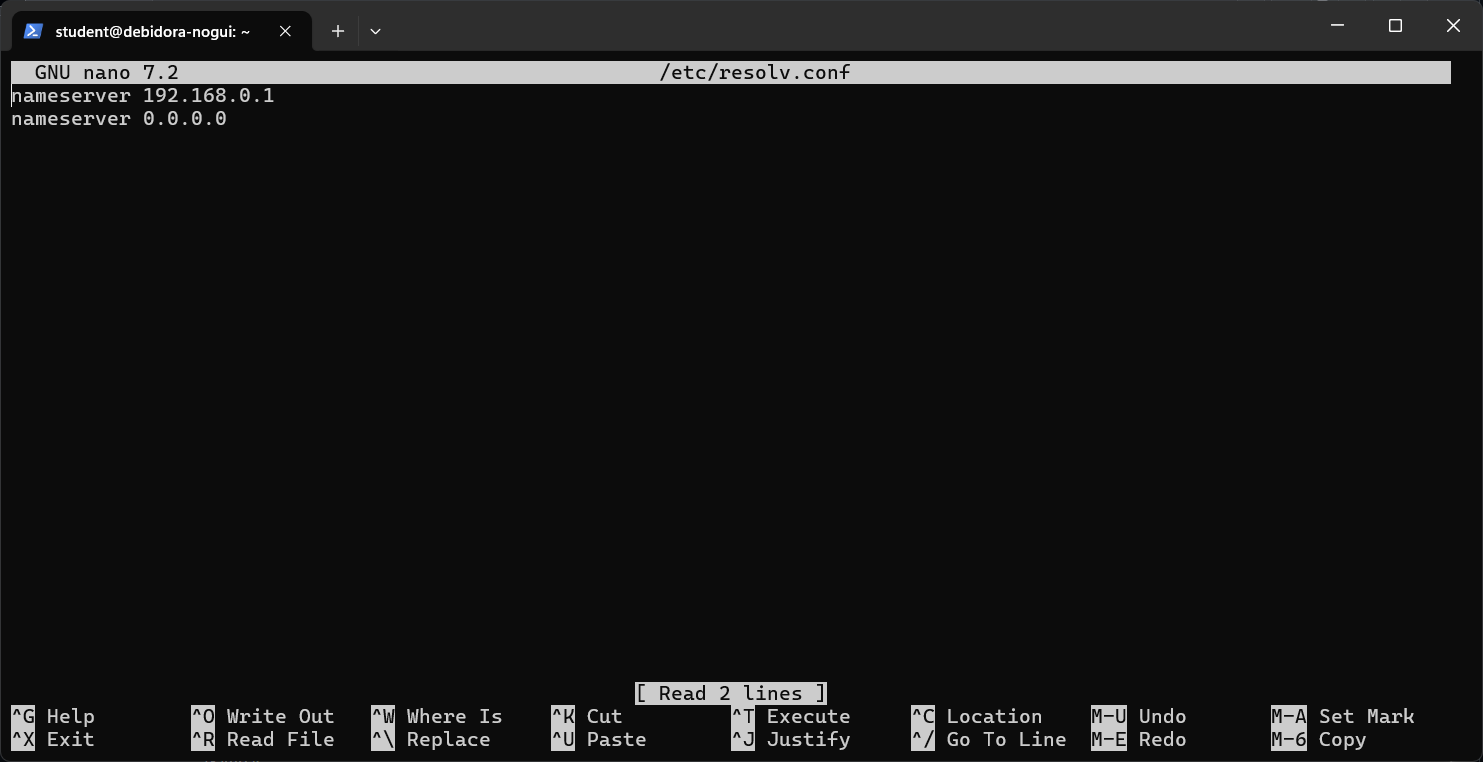 student@debidora-nogui: ~
GNU nano 7.2 /etc/resolv.conf
nameserver 192.168.0.1
nameserver 0.0.0.0
[ Read 2 lines ]
^G Help ^O Write Out ^W Where Is ^K Cut ^T Execute ^C Location M-U Undo M-A Set Mark
^X Exit ^R Read File ^\ Replace ^U Paste ^J Justify ^/ Go To Line M-E Redo M-6 Copy